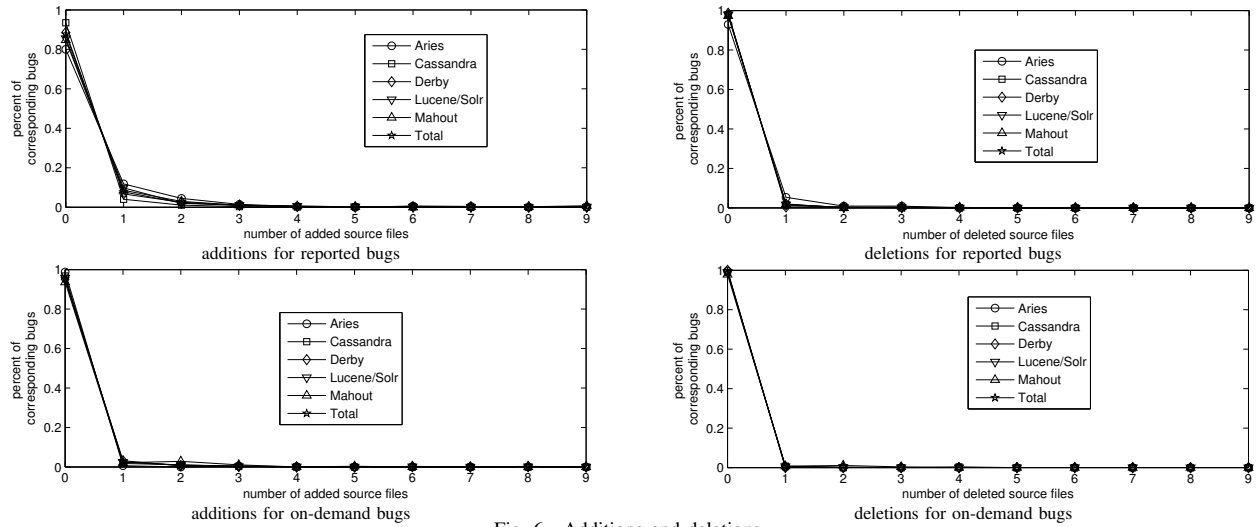 percent of
corresponding bugs
1
0.8
0.6
0.4
0.2
0
0 1 2 3 4 5 6 7 8 9
Aries
Cassandra
Derby
Lucene/Solr
Mahout
Total
number of added source files
additions for reported bugs
percent of
corresponding bugs
1
0.8
0.6
0.4
0.2
0
0 1 2 3 4 5 6 7 8 9
Aries
Cassandra
Derby
Lucene/Solr
Mahout
Total
number of deleted source files
deletions for reported bugs
percent of
corresponding bugs
1
0.8
0.6
0.4
0.2
0
0 1 2 3 4 5 6 7 8 9
Aries
Cassandra
Derby
Lucene/Solr
Mahout
Total
number of added source files
additions for on-demand bugs
percent of
corresponding bugs
1
0.8
0.6
0.4
0.2
0
0 1 2 3 4 5 6 7 8 9
Aries
Cassandra
Derby
Lucene/Solr
Mahout
Total
number of deleted source files
deletions for on-demand bugs
Fig. 6. Additions and deletions